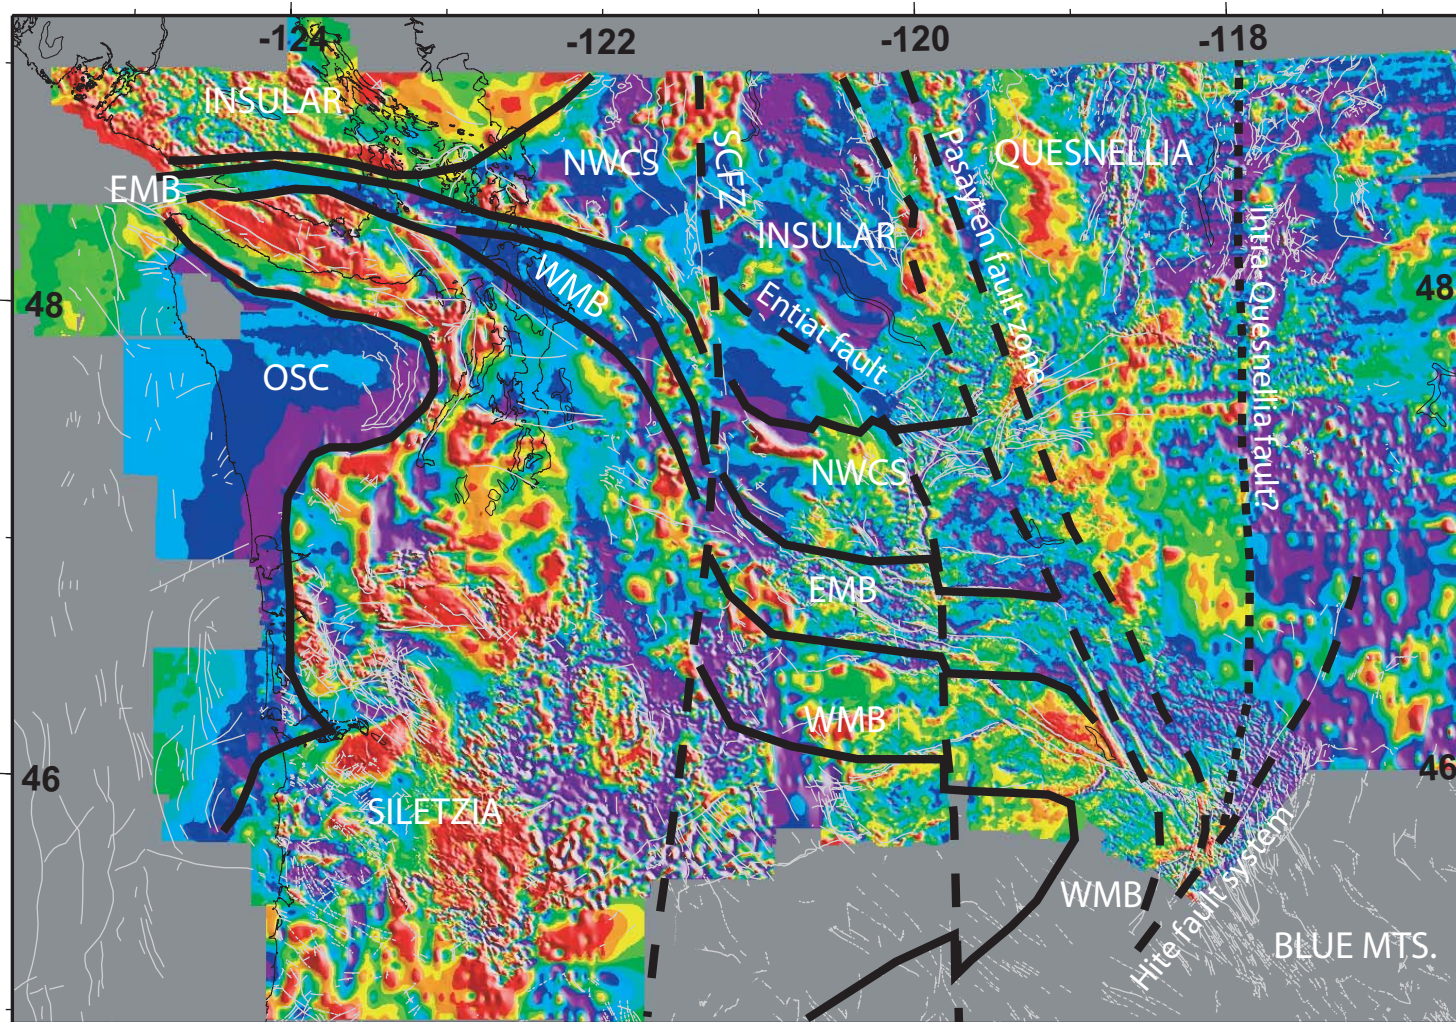 -124
-122
-120
-118
INSULAR
NWCS
SCFZ
Pasayten fault zone
QUESNELLIA
EMB
INSULAR
Intra-Quesnellia fault?
WMB
48
48
Entiat fault
OSC
NWCS
EMB
WMB
46
46
SILETZIA
WMB
Hite fault system
BLUE MTS.